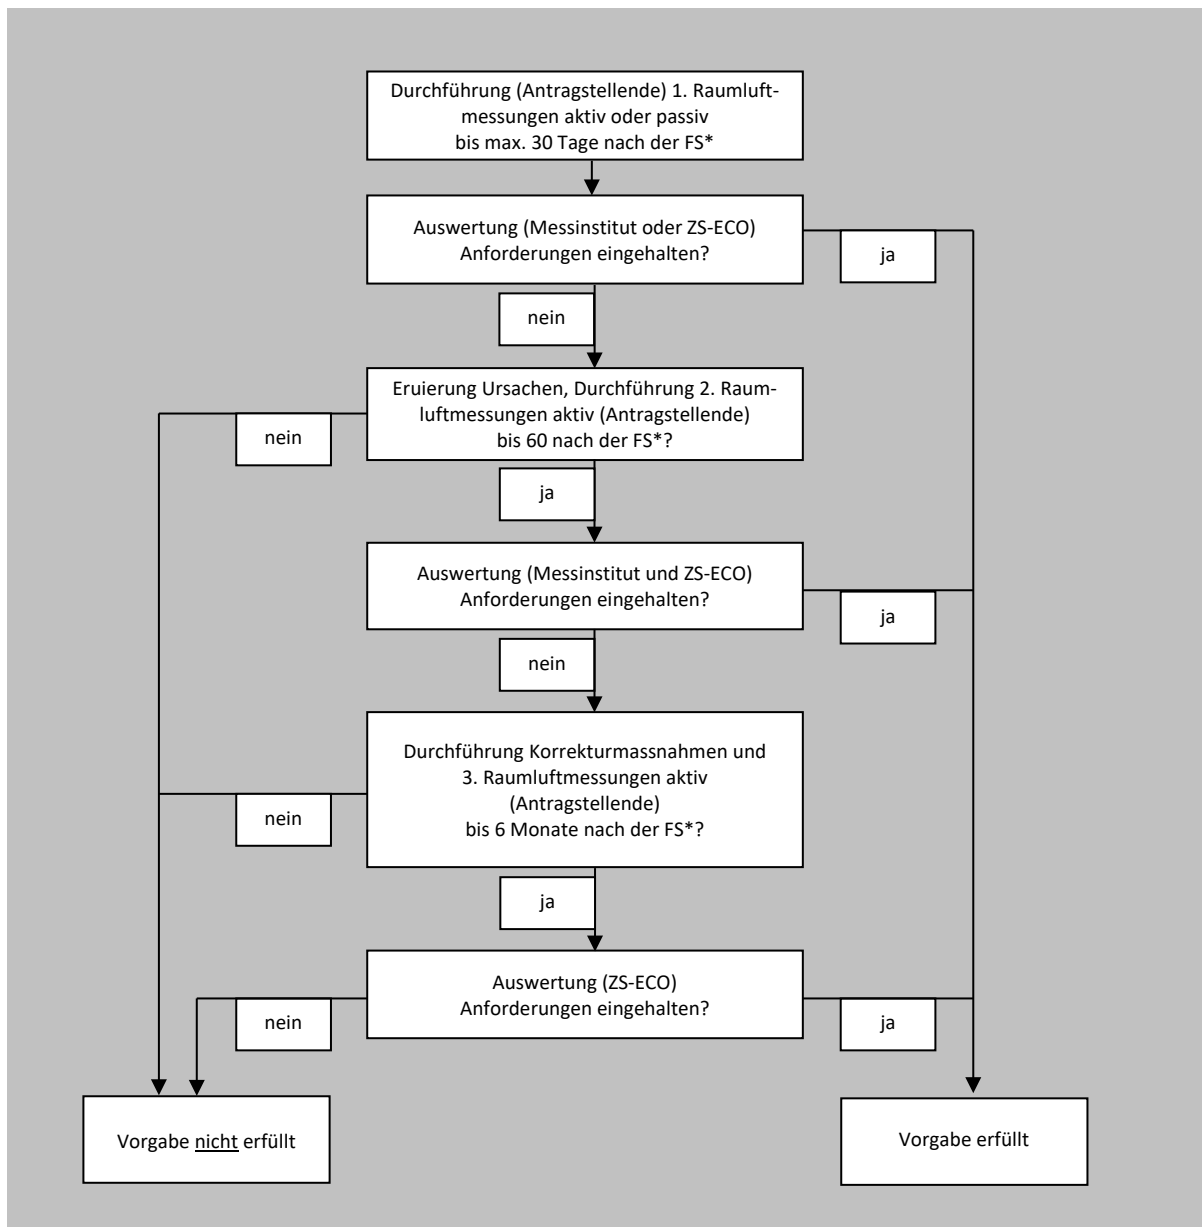 Durchführung (Antragstellende) 1. Raumluft-
messungen aktiv oder passiv
bis max. 30 Tage nach der FS*
Auswertung (Messinstitut oder ZS-ECO)
Anforderungen eingehalten?
ja
nein
Eruierung Ursachen, Durchführung 2. Raum-
luftmessungen aktiv (Antragstellende)
bis 60 nach der FS*?
nein
ja
Auswertung (Messinstitut und ZS-ECO)
Anforderungen eingehalten?
ja
nein
Durchführung Korrekturmassnahmen und
3. Raumluftmessungen aktiv
(Antragstellende)
bis 6 Monate nach der FS*?
nein
ja
Auswertung (ZS-ECO)
Anforderungen eingehalten?
nein
ja
Vorgabe nicht erfüllt
Vorgabe erfüllt